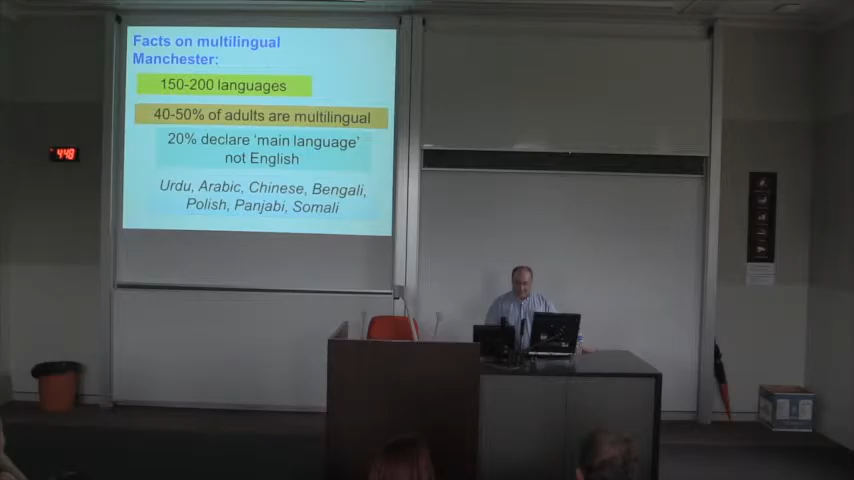 Facts on multilingual
Manchester:
150-200 languages
40-50% of adults are multilingual
20% declare ‘main language’
not English
Urdu, Arabic, Chinese, Bengali,
Polish, Panjabi, Somali
4:48